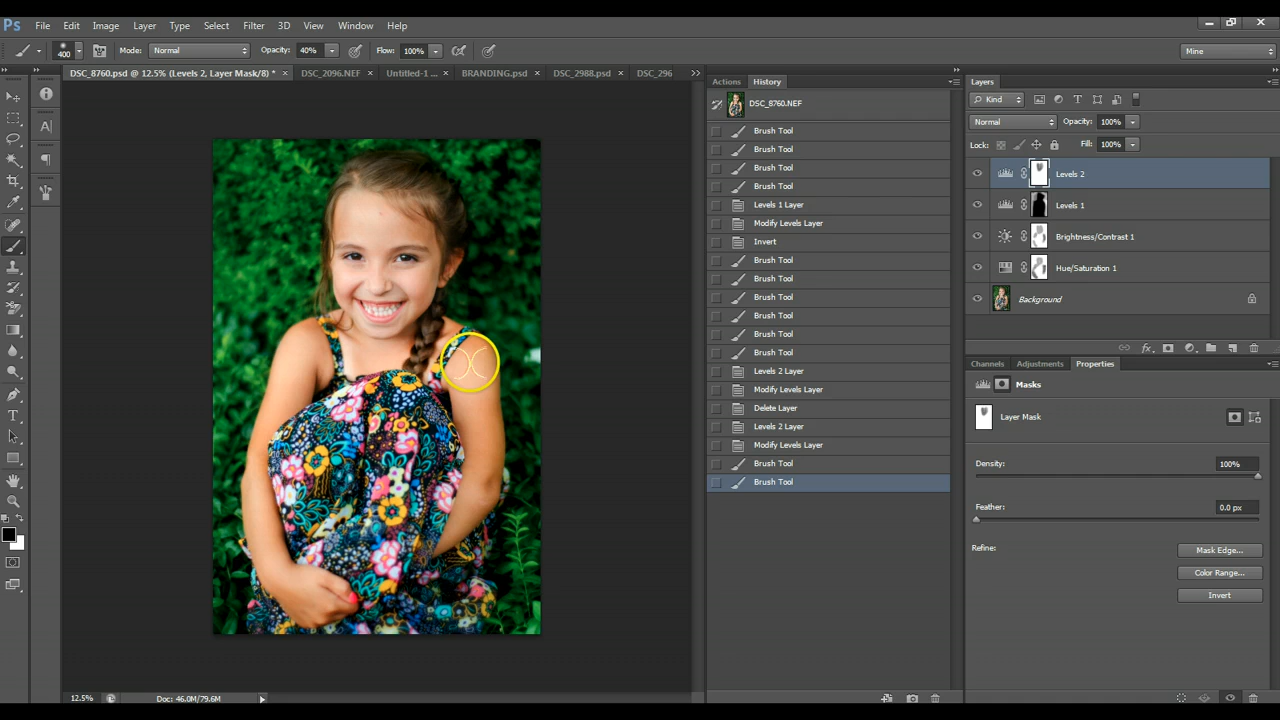 Ps File Edit Image Layer Type Select Filter 3D View Window Help
400 Mode: Normal Opacity: 40% Flow: 100% Mine
DSC_8760.psd @ 12.5% (Levels 2, Layer Mask/8) * × DSC_2096.NEF × Untitled-1 ... × BRANDING.psd × DSC_2988.psd × DSC_296
Actions History
DSC_8760.NEF
Brush Tool
Brush Tool
Brush Tool
Brush Tool
Levels 1 Layer
Modify Levels Layer
Invert
Brush Tool
Brush Tool
Brush Tool
Brush Tool
Brush Tool
Brush Tool
Levels 2 Layer
Modify Levels Layer
Delete Layer
Levels 2 Layer
Modify Levels Layer
Brush Tool
Brush Tool
Layers
Kind
Normal Opacity: 100%
Lock: Fill: 100%
Levels 2
Levels 1
Brightness/Contrast 1
Hue/Saturation 1
Background
fx
Channels Adjustments Properties
Masks
Layer Mask
Density: 100%
Feather: 0.0 px
Refine: Mask Edge...
Color Range...
Invert
12.5% Doc: 46.0M/79.6M